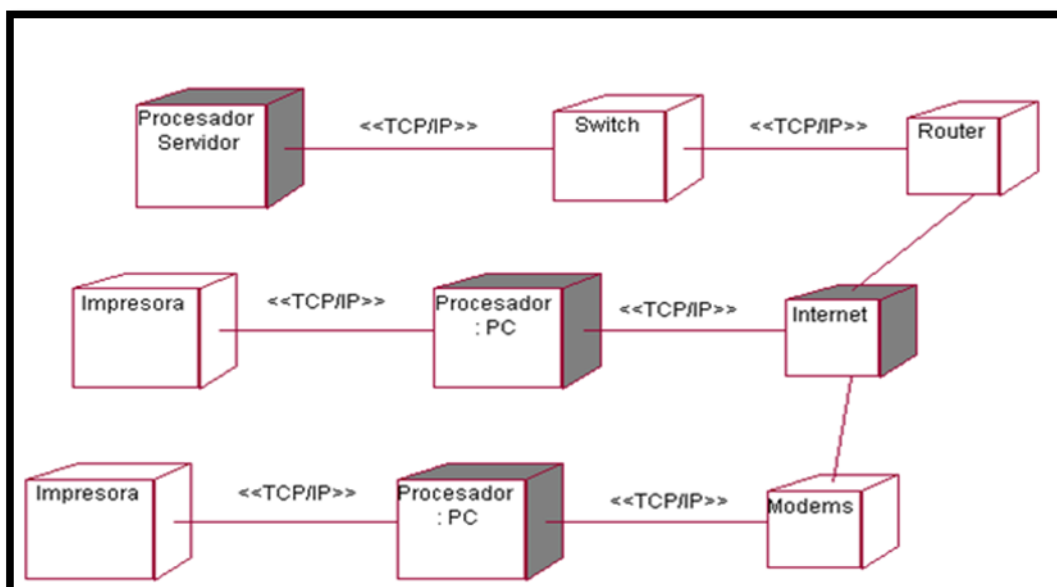 Procesador
Servidor
<<TCP/IP>>
Switch
<<TCP/IP>>
Router
Impresora
<<TCP/IP>>
Procesador
: PC
<<TCP/IP>>
Internet
Impresora
<<TCP/IP>>
Procesador
: PC
<<TCP/IP>>
Modems